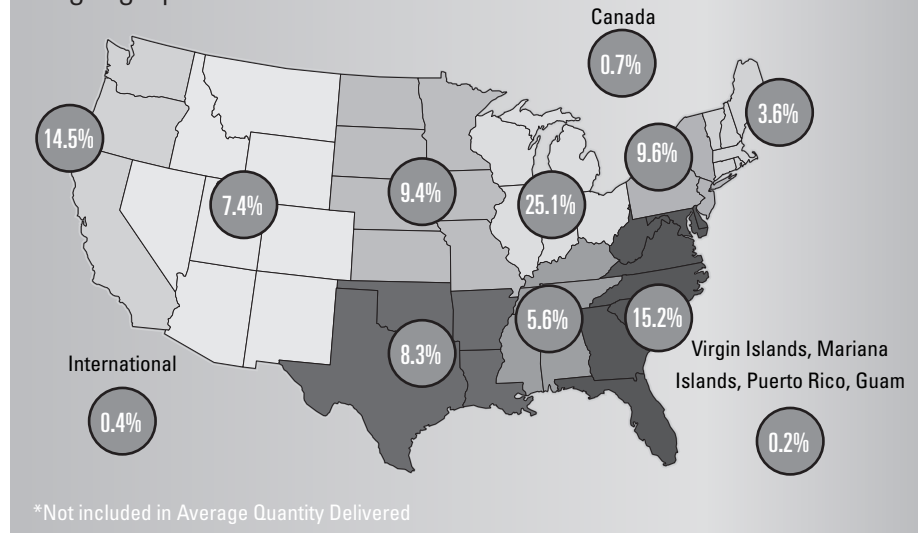 Canada
0.7%
3.6%
14.5%
9.6%
9.4%
7.4%
25.1%
5.6%
15.2%
8.3%
International
0.4%
Virgin Islands, Mariana
Islands, Puerto Rico, Guam
0.2%
*Not included in Average Quantity Delivered